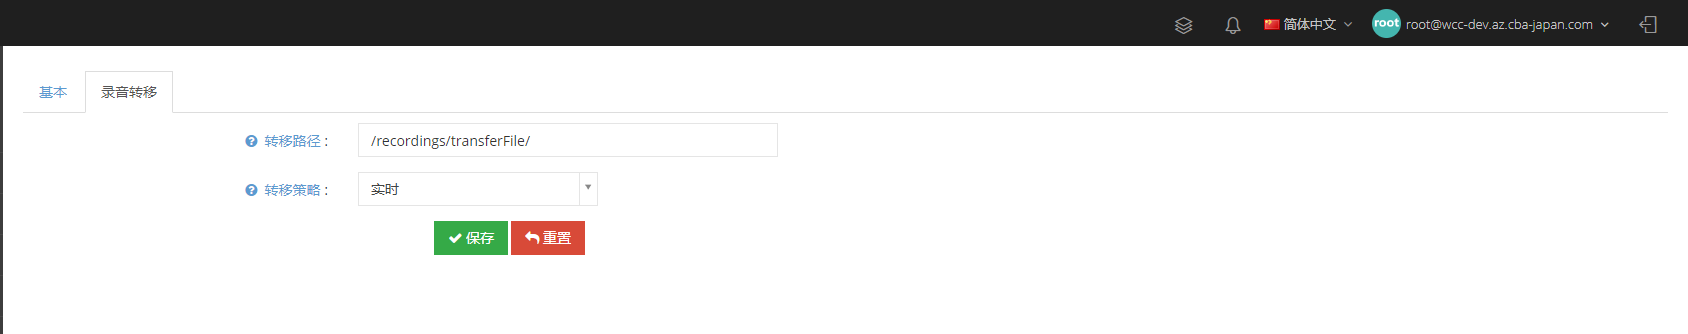 简体中文
root
root@wcc-dev.az.cba-japan.com
基本
录音转移
转移路径 :
/recordings/transferFile/
转移策略 :
实时
保存
重置